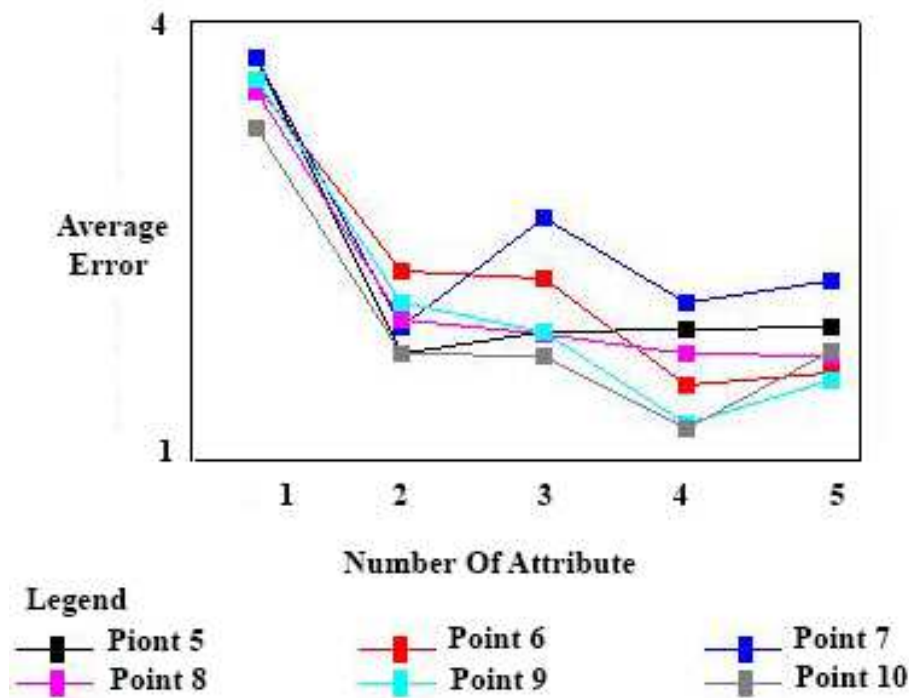 4
Average
Error
1
1 2 3 4 5
Number Of Attribute
Legend
Piont 5 Point 6 Point 7
Point 8 Point 9 Point 10